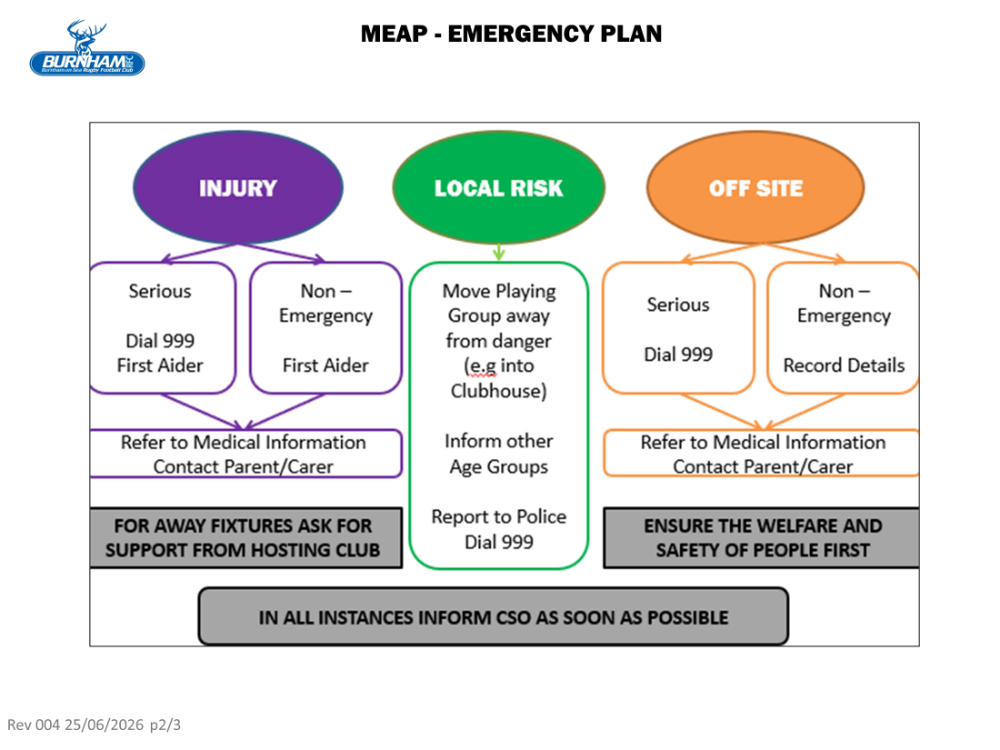 BURNHAM RFC
Burnham-on-Sea Rugby Football Club
MEAP - EMERGENCY PLAN
INJURY
Serious
Dial 999
First Aider
Non –
Emergency
First Aider
Refer to Medical Information
Contact Parent/Carer
FOR AWAY FIXTURES ASK FOR
SUPPORT FROM HOSTING CLUB
LOCAL RISK
Move Playing
Group away
from danger
(e.g into
Clubhouse)
Inform other
Age Groups
Report to Police
Dial 999
OFF SITE
Serious
Dial 999
Non –
Emergency
Record Details
Refer to Medical Information
Contact Parent/Carer
ENSURE THE WELFARE AND
SAFETY OF PEOPLE FIRST
IN ALL INSTANCES INFORM CSO AS SOON AS POSSIBLE
Rev 004 25/06/2026 p2/3